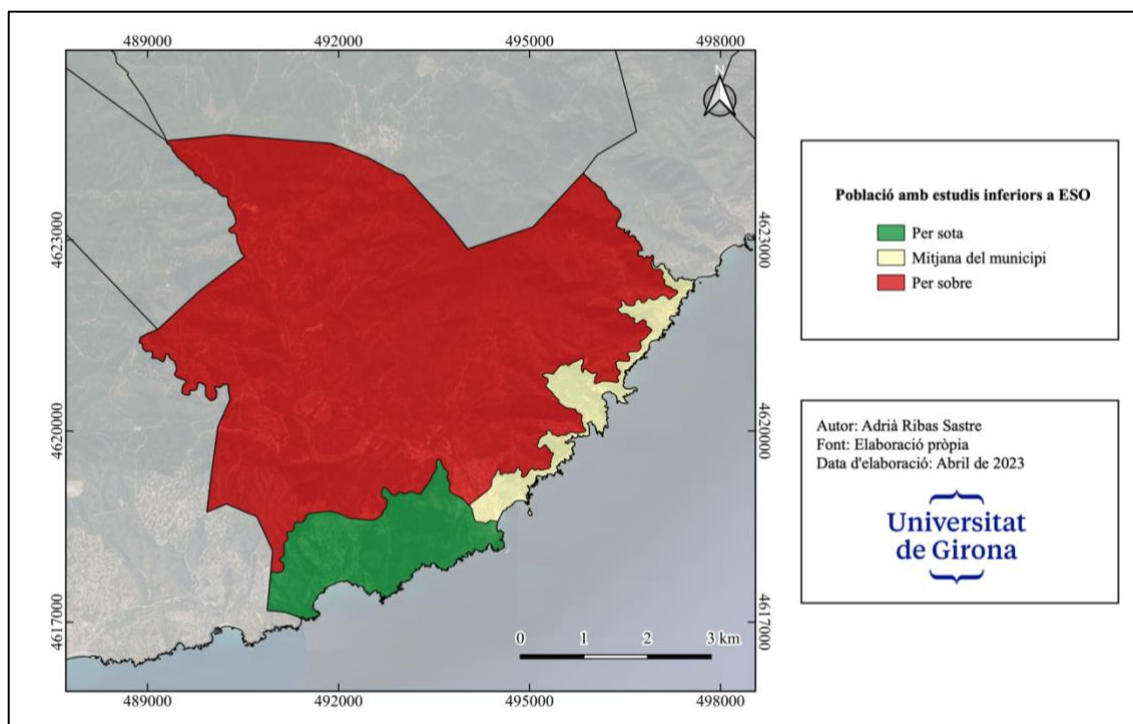 489000
492000
495000
498000
N
4623000
4623000
4620000
4620000
4617000
4617000
0 1 2 3 km
489000
492000
495000
498000
Població amb estudis inferiors a ESO
Per sota
Mitjana del municipi
Per sobre
Autor: Adrià Ribas Sastre
Font: Elaboració pròpia
Data d'elaboració: Abril de 2023
Universitat
de Girona